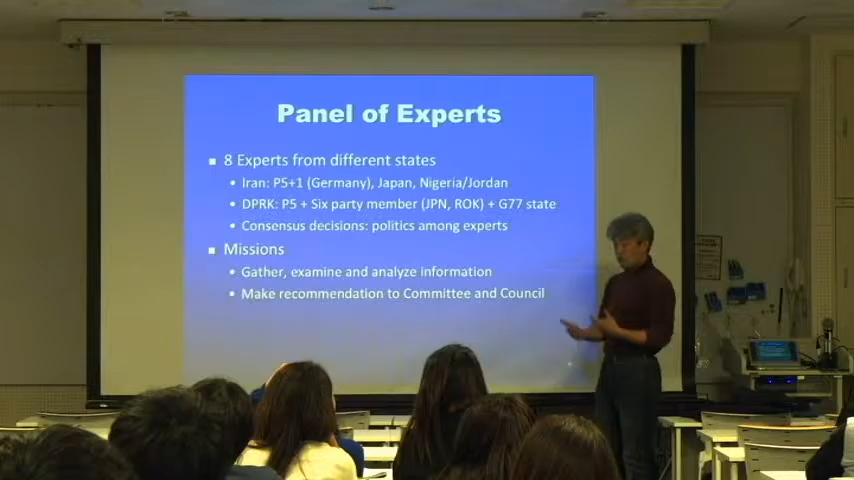 Panel of Experts
8 Experts from different states
Iran: P5+1 (Germany), Japan, Nigeria/Jordan
DPRK: P5 + Six party member (JPN, ROK) + G77 state
Consensus decisions: politics among experts
Missions
Gather, examine and analyze information
Make recommendation to Committee and Council